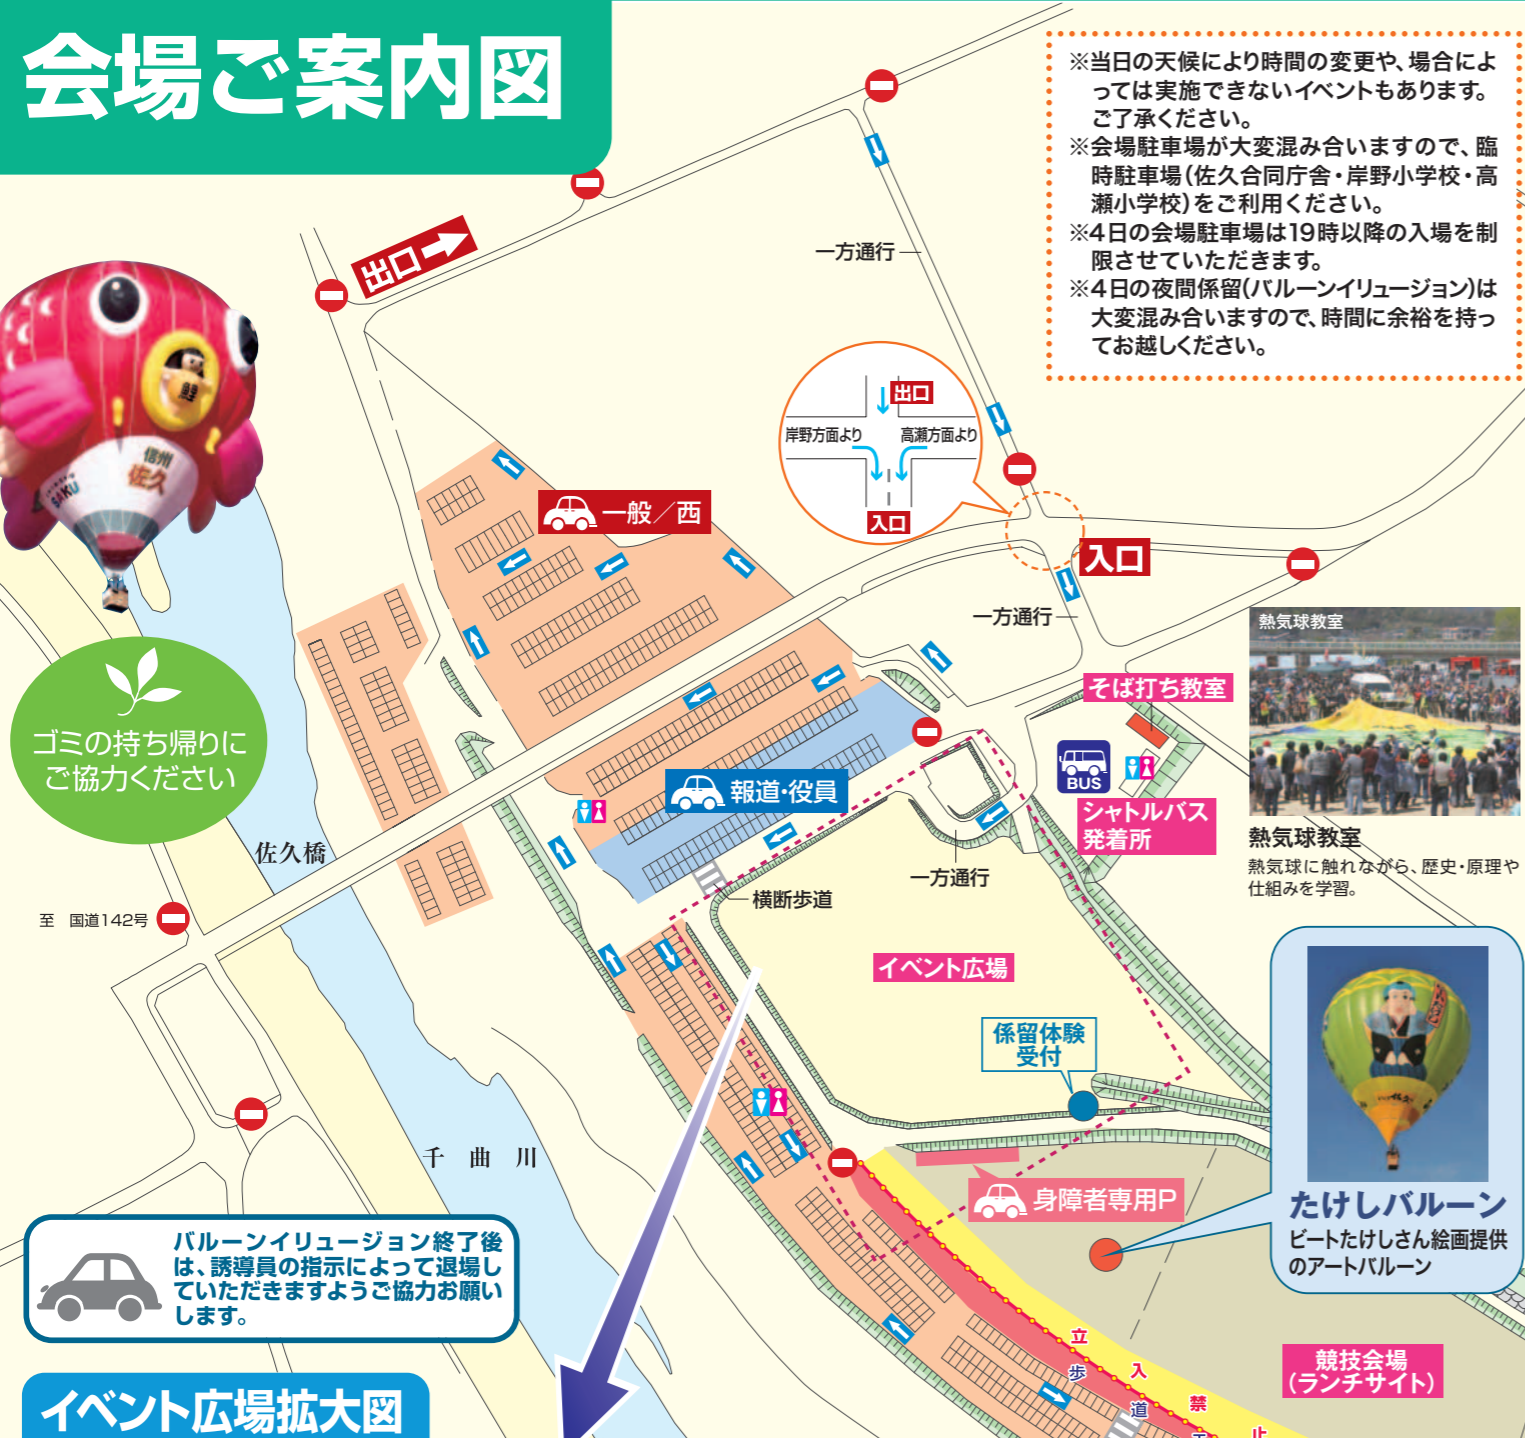 会場ご案内図
※当日の天候により時間の変更や、場合によ
っては実施できないイベントもあります。
ご了承ください。
※会場駐車場が大変混み合いますので、臨
時駐車場(佐久合同庁舎・岸野小学校・高
瀬小学校)をご利用ください。
※4日の会場駐車場は19時以降の入場を制
限させていただきます。
※4日の夜間係留(バルーンイリュージョン)は
大変混み合いますので、時間に余裕を持っ
てお越しください。
出口
一方通行
出口
岸野方面より
高瀬方面より
入口
入口
一方通行
鯉
信州
佐久
SAKU
一般/西
ゴミの持ち帰りに
ご協力ください
熱気球教室
そば打ち教室
BUS
シャトルバス
発着所
熱気球教室
熱気球に触れながら、歴史・原理や
仕組みを学習。
報道・役員
佐久橋
至 国道142号
横断歩道
一方通行
イベント広場
係留体験
受付
千曲川
身障者専用P
たけしバルーン
ビートたけしさん絵画提供
のアートバルーン
バルーンイリュージョン終了後
は、誘導員の指示によって退場し
ていただきますようご協力お願い
します。
競技会場
(ランチサイト)
立入禁止
歩道
イベント広場拡大図